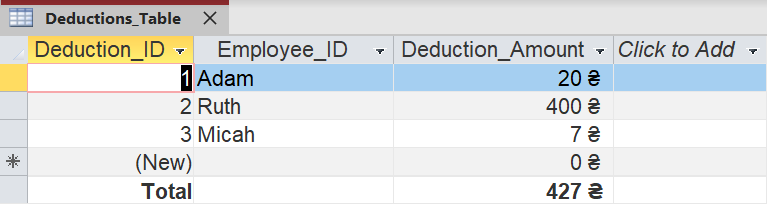 Deductions_Table
Deduction_ID Employee_ID Deduction_Amount Click to Add
1 Adam 20 ₴
2 Ruth 400 ₴
3 Micah 7 ₴
(New) 0 ₴
Total 427 ₴